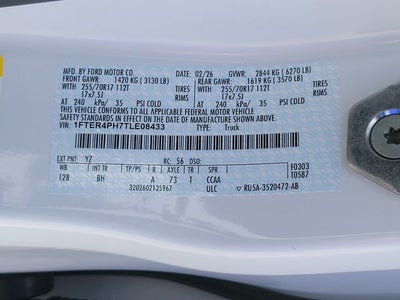 MFD. BY FORD MOTOR CO. 02/26 GVWR: 2844 KG (6270 LB)
FRONT GAWR: 1420 KG (3130 LB) REAR GAWR: 1619 KG (3570 LB)
WITH 255/70R17 112T TIRES WITH 255/70R17 112T TIRES
17x7.5J RIMS 17x7.5J RIMS
AT 240 kPa/ 35 PSI COLD AT 240 kPa/ 35 PSI COLD
THIS VEHICLE CONFORMS TO ALL APPLICABLE FEDERAL MOTOR VEHICLE
SAFETY STANDARDS IN EFFECT ON THE DATE OF MANUFACTURE SHOWN ABOVE.
VIN: 1FTER4PH7TLE08433 TYPE: Truck
EXT PNT: YZ RC: 56 DSO: F0303
WB INT TR TP/PS R AXLE TR SPR T0587
128 BH A 73 T CCAA
3202602125967 ULC RU5A-3520472-AB